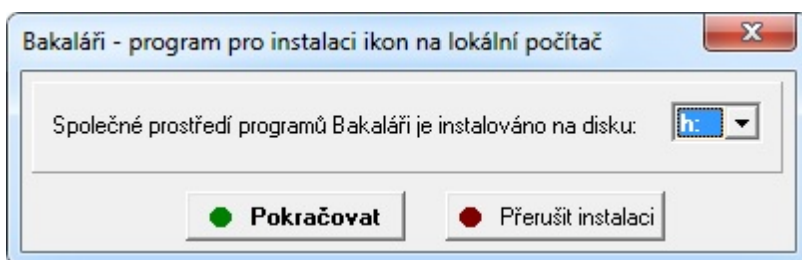 Bakaláři - program pro instalaci ikon na lokální počítač
Společné prostředí programů Bakaláři je instalováno na disku: h:
Pokračovat Přerušit instalaci